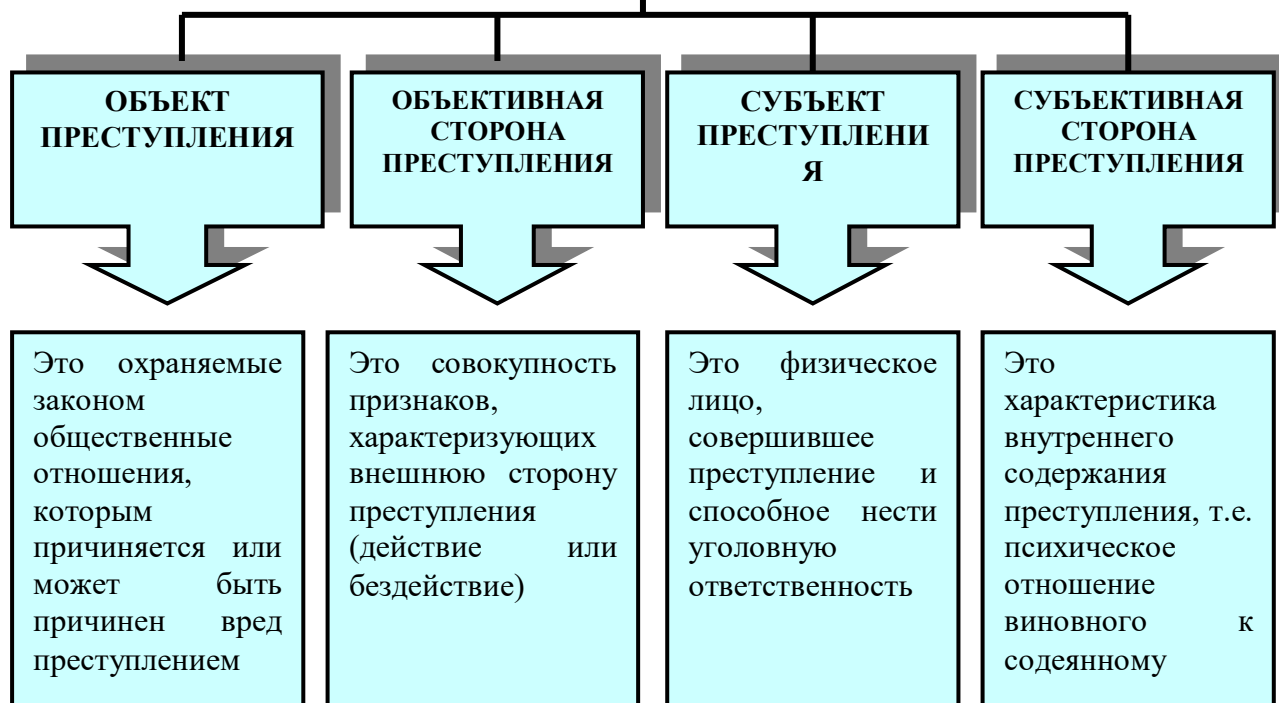 ОБЪЕКТ
ПРЕСТУПЛЕНИЯ
ОБЪЕКТИВНАЯ
СТОРОНА
ПРЕСТУПЛЕНИЯ
СУБЪЕКТ
ПРЕСТУПЛЕНИ
Я
СУБЪЕКТИВНАЯ
СТОРОНА
ПРЕСТУПЛЕНИЯ
Это охраняемые
законом
общественные
отношения,
которым
причиняется или
может быть
причинен вред
преступлением
Это совокупность
признаков,
характеризующих
внешнюю сторону
преступления
(действие или
бездействие)
Это физическое
лицо,
совершившее
преступление и
способное нести
уголовную
ответственность
Это
характеристика
внутреннего
содержания
преступления, т.е.
психическое
отношение
виновного к
содеянному